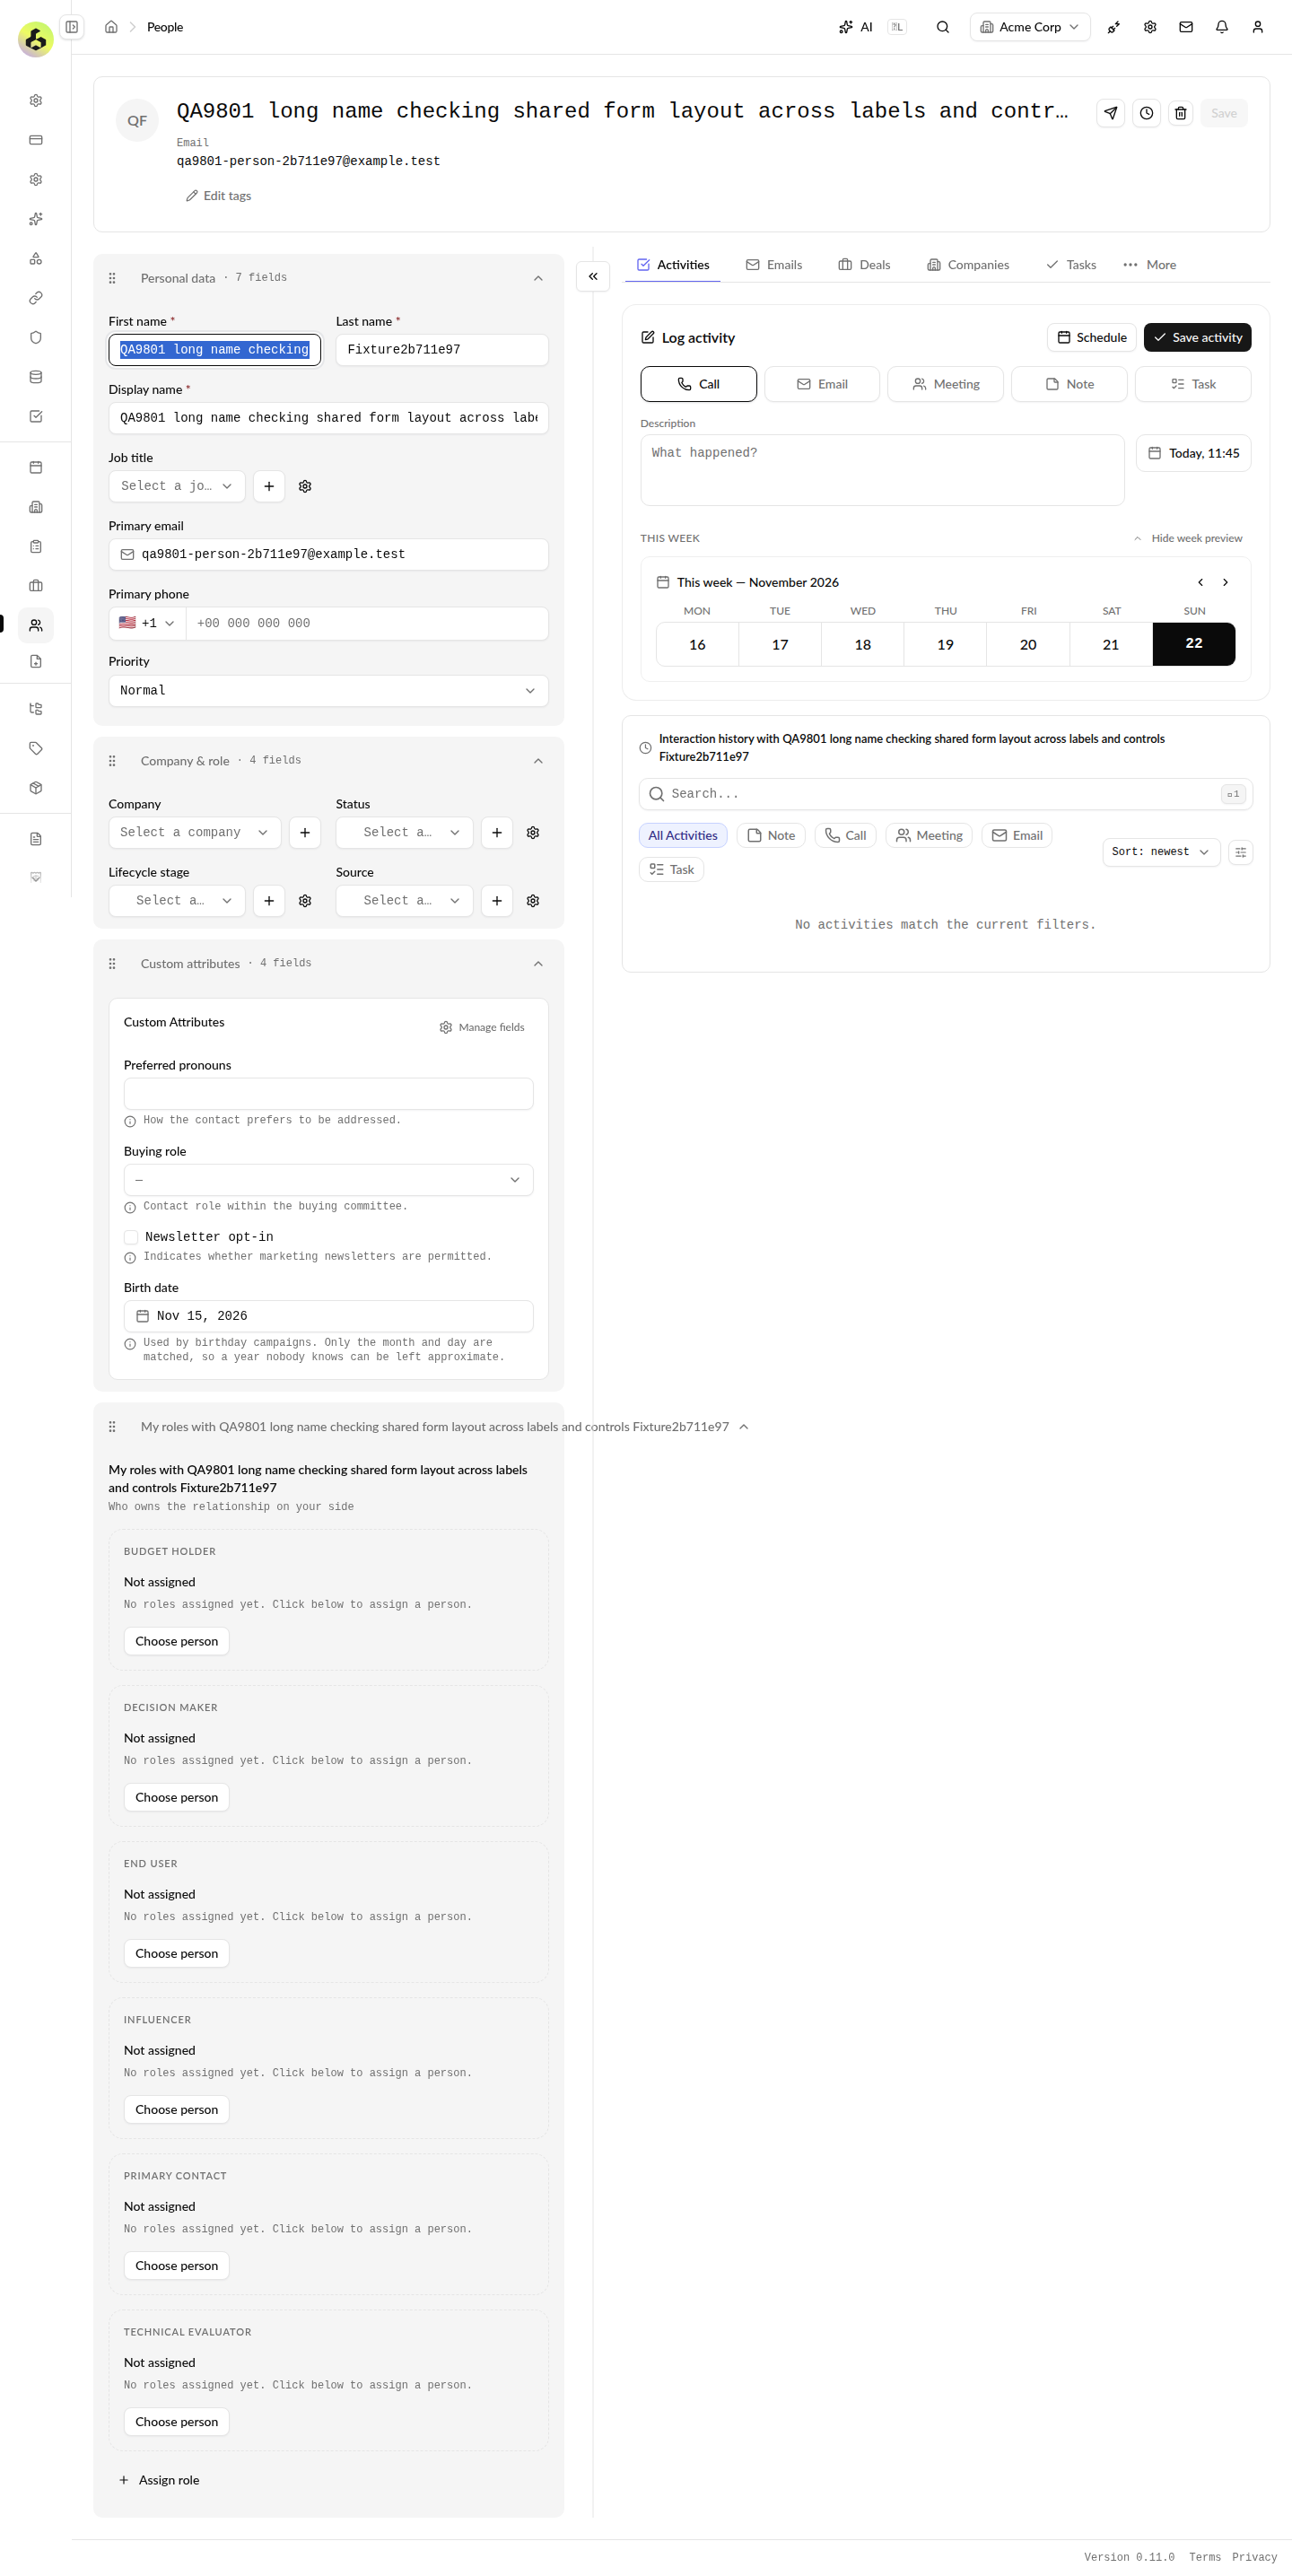 People
AI
L
Acme Corp
QF
QA9801 long name checking shared form layout across labels and contr…
Save
Email
qa9801-person-2b711e97@example.test
Edit tags
Personal data · 7 fields
First name *
Last name *
QA9801 long name checking
Fixture2b711e97
Display name *
QA9801 long name checking shared form layout across labe
Job title
Select a jo…
Primary email
qa9801-person-2b711e97@example.test
Primary phone
+1
+00 000 000 000
Priority
Normal
Company & role · 4 fields
Company
Status
Select a company
Select a…
Lifecycle stage
Source
Select a…
Select a…
Custom attributes · 4 fields
Custom Attributes
Manage fields
Preferred pronouns
How the contact prefers to be addressed.
Buying role
—
Contact role within the buying committee.
Newsletter opt-in
Indicates whether marketing newsletters are permitted.
Birth date
Nov 15, 2026
Used by birthday campaigns. Only the month and day are
matched, so a year nobody knows can be left approximate.
My roles with QA9801 long name checking shared form layout across labels and controls Fixture2b711e97
My roles with QA9801 long name checking shared form layout across labels
and controls Fixture2b711e97
Who owns the relationship on your side
BUDGET HOLDER
Not assigned
No roles assigned yet. Click below to assign a person.
Choose person
DECISION MAKER
Not assigned
No roles assigned yet. Click below to assign a person.
Choose person
END USER
Not assigned
No roles assigned yet. Click below to assign a person.
Choose person
INFLUENCER
Not assigned
No roles assigned yet. Click below to assign a person.
Choose person
PRIMARY CONTACT
Not assigned
No roles assigned yet. Click below to assign a person.
Choose person
TECHNICAL EVALUATOR
Not assigned
No roles assigned yet. Click below to assign a person.
Choose person
Assign role
Activities
Emails
Deals
Companies
Tasks
More
Log activity
Schedule
Save activity
Call
Email
Meeting
Note
Task
Description
What happened?
Today, 11:45
THIS WEEK
Hide week preview
This week — November 2026
MON TUE WED THU FRI SAT SUN
16 17 18 19 20 21 22
Interaction history with QA9801 long name checking shared form layout across labels and controls
Fixture2b711e97
Search...
1
All Activities
Note
Call
Meeting
Email
Task
Sort: newest
No activities match the current filters.
Version 0.11.0 Terms Privacy